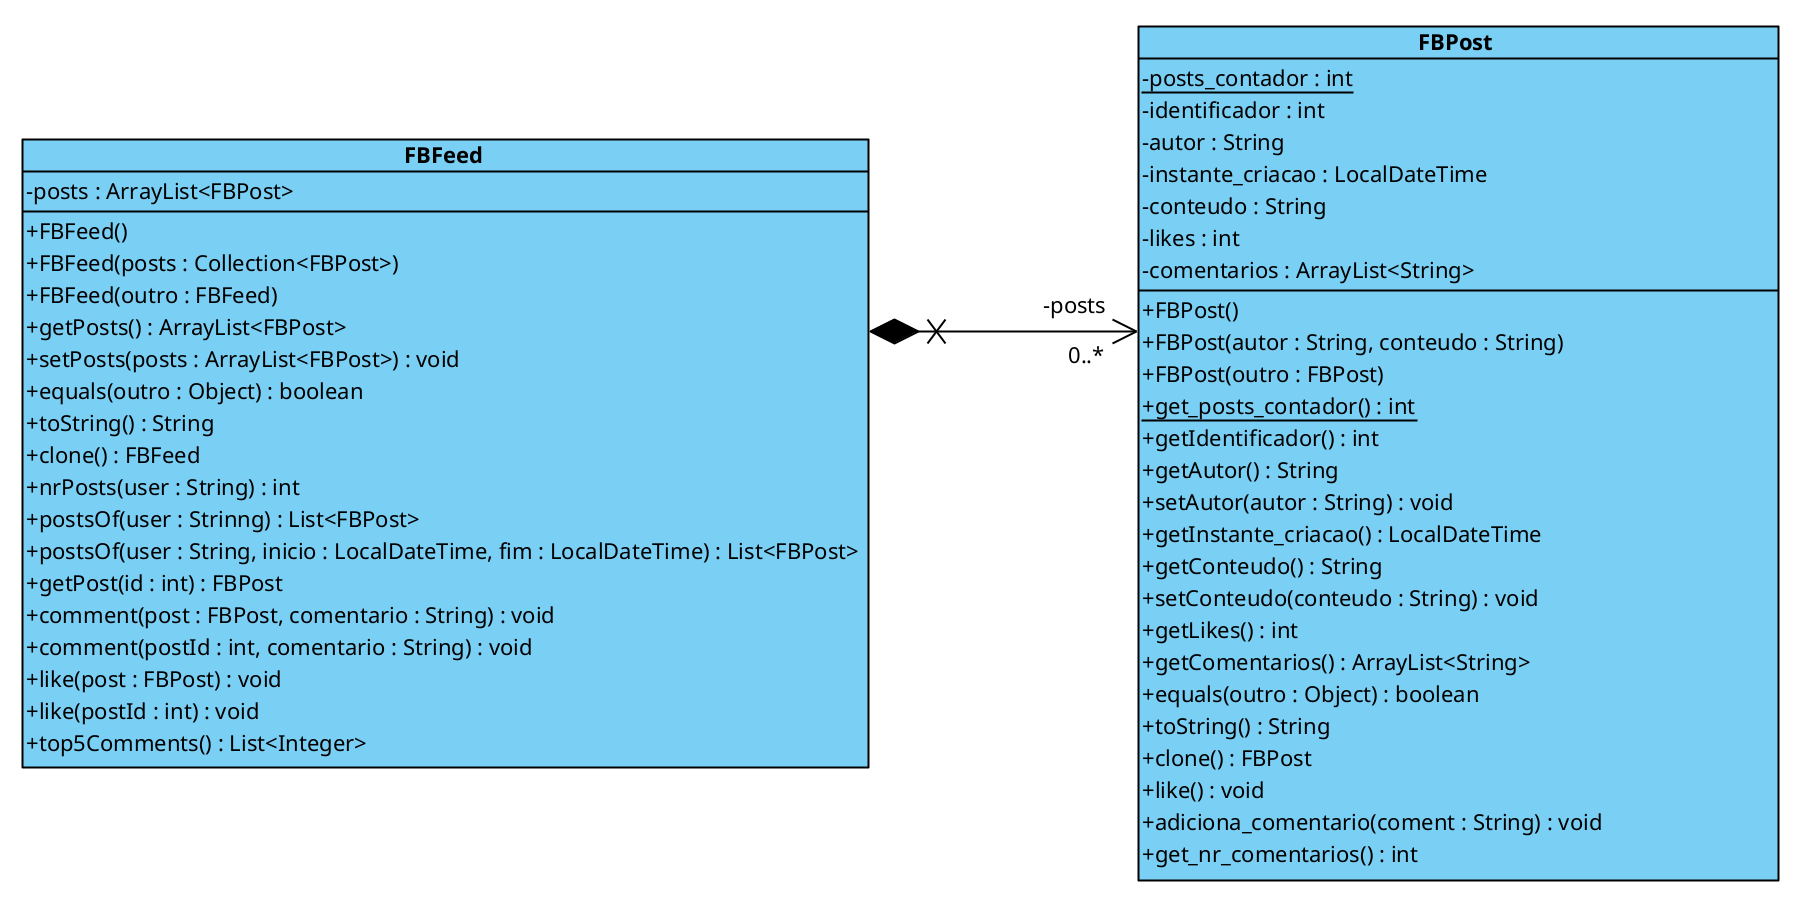 FBFeed
-posts : ArrayList<FBPost>
+FBFeed()
+FBFeed(posts : Collection<FBPost>)
+FBFeed(outro : FBFeed)
+getPosts() : ArrayList<FBPost>
+setPosts(posts : ArrayList<FBPost>) : void
+equals(outro : Object) : boolean
+toString() : String
+clone() : FBFeed
+nrPosts(user : String) : int
+postsOf(user : Strinng) : List<FBPost>
+postsOf(user : String, inicio : LocalDateTime, fim : LocalDateTime) : List<FBPost>
+getPost(id : int) : FBPost
+comment(post : FBPost, comentario : String) : void
+comment(postId : int, comentario : String) : void
+like(post : FBPost) : void
+like(postId : int) : void
+top5Comments() : List<Integer>
-posts
0..*
FBPost
-posts_contador : int
-identificador : int
-autor : String
-instante_criacao : LocalDateTime
-conteudo : String
-likes : int
-comentarios : ArrayList<String>
+FBPost()
+FBPost(autor : String, conteudo : String)
+FBPost(outro : FBPost)
+get_posts_contador() : int
+getIdentificador() : int
+getAutor() : String
+setAutor(autor : String) : void
+getInstante_criacao() : LocalDateTime
+getConteudo() : String
+setConteudo(conteudo : String) : void
+getLikes() : int
+getComentarios() : ArrayList<String>
+equals(outro : Object) : boolean
+toString() : String
+clone() : FBPost
+like() : void
+adiciona_comentario(coment : String) : void
+get_nr_comentarios() : int